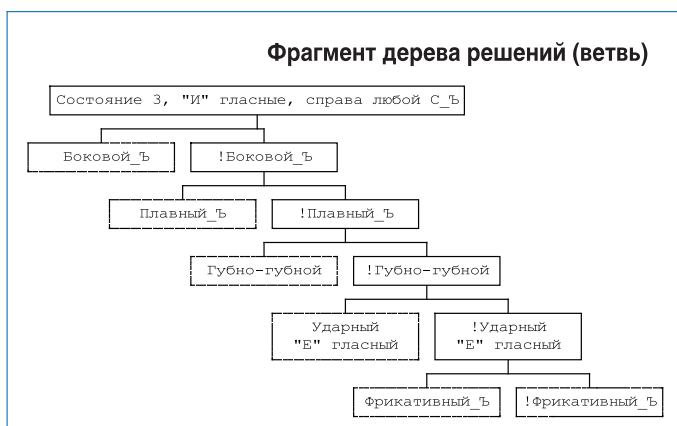 Фрагмент дерева решений (ветвь)
Состояние 3, "И" гласные, справа любой С_Ъ
Боковой_Ъ
!Боковой_Ъ
Плавный_Ъ
!Плавный_Ъ
Губно-губной
!Губно-губной
Ударный
"Е" гласный
!Ударный
"Е" гласный
Фрикативный_Ъ
!Фрикативный_Ъ